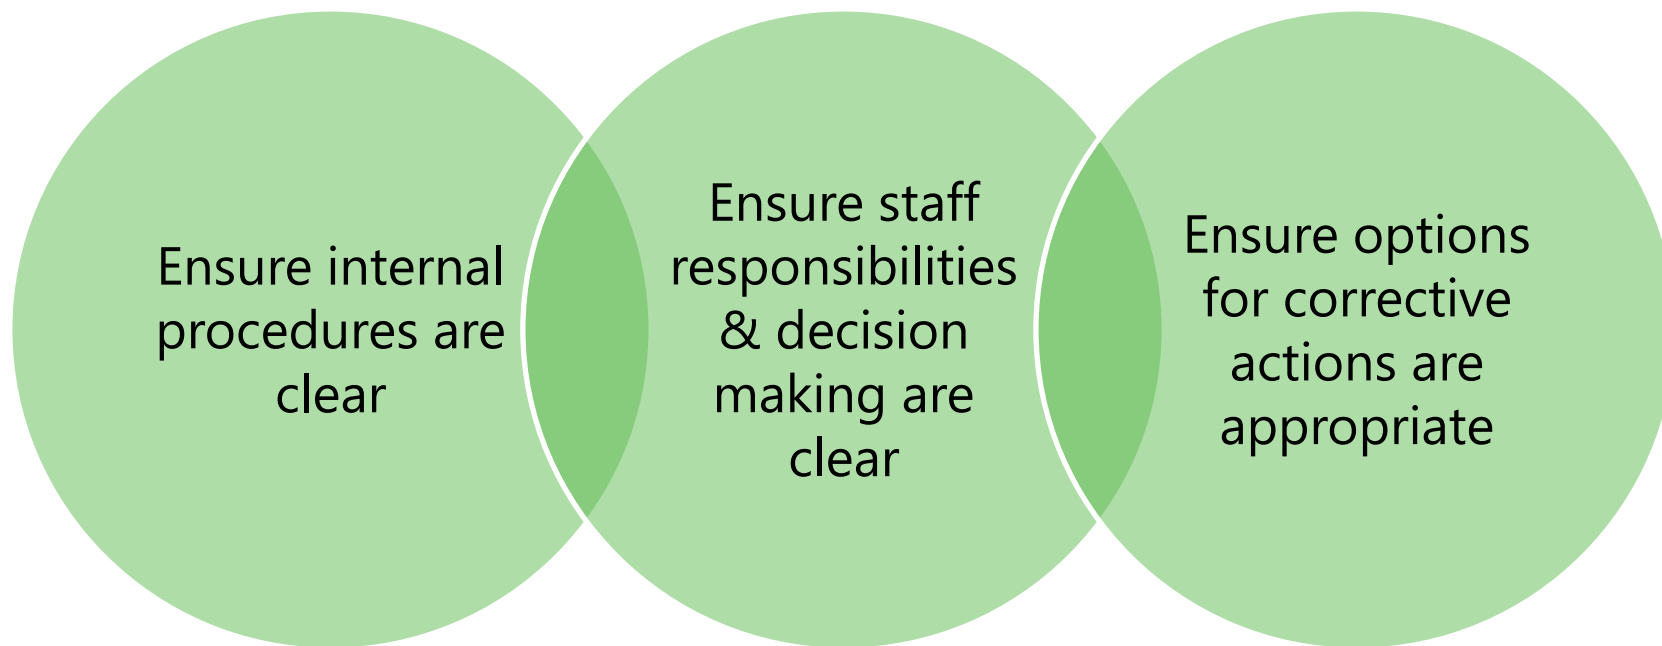 Ensure internal
procedures are
clear
Ensure staff
responsibilities
& decision
making are
clear
Ensure options
for corrective
actions are
appropriate